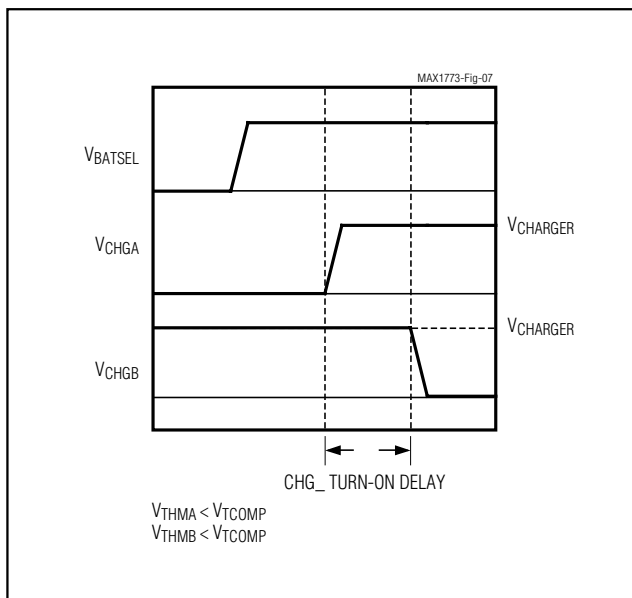 MAX1773-Fig-07
VBATSEL
VCHGA
VCHARGER
VCHARGER
VCHGB
CHG_ TURN-ON DELAY
VTHMA < VTCOMP
VTHMB < VTCOMP